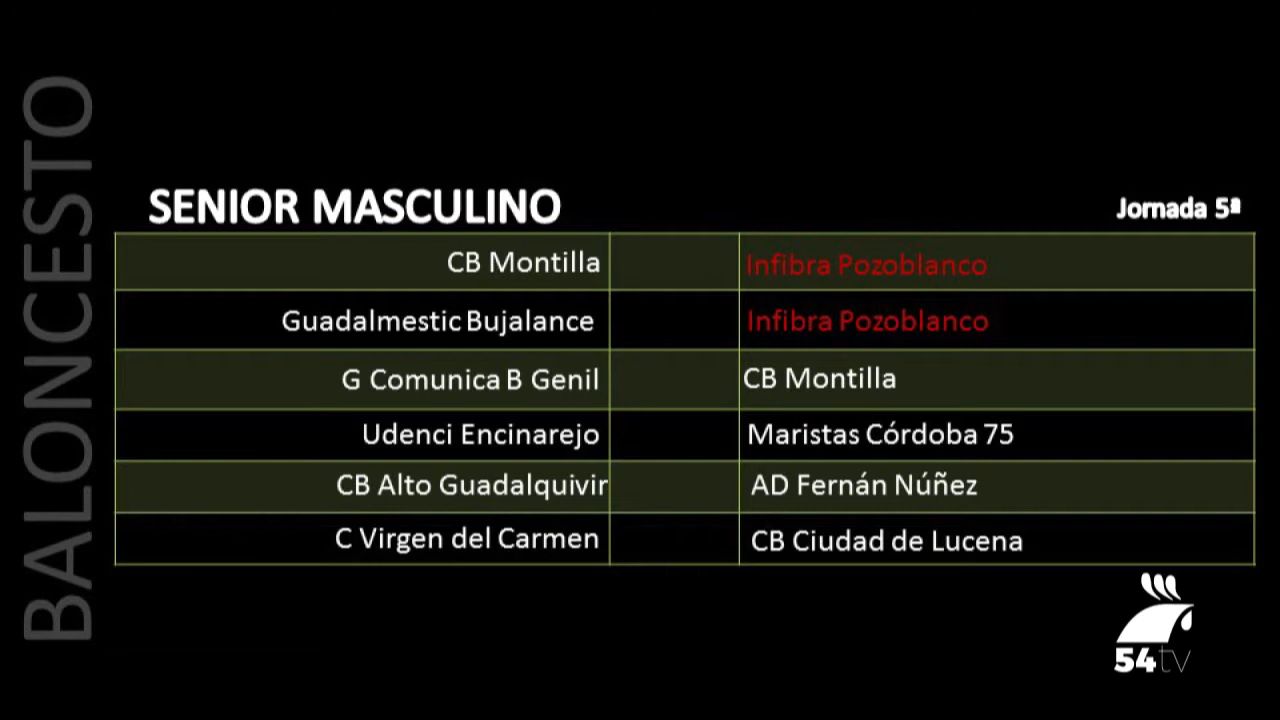 BALONCESTO
SENIOR MASCULINO
Jornada 5ª
CB Montilla Infibra Pozoblanco
Guadalmestic Bujalance Infibra Pozoblanco
G Comunica B Genil CB Montilla
Udenci Encinarejo Maristas Córdoba 75
CB Alto Guadalquivir AD Fernán Núñez
C Virgen del Carmen CB Ciudad de Lucena
54tv